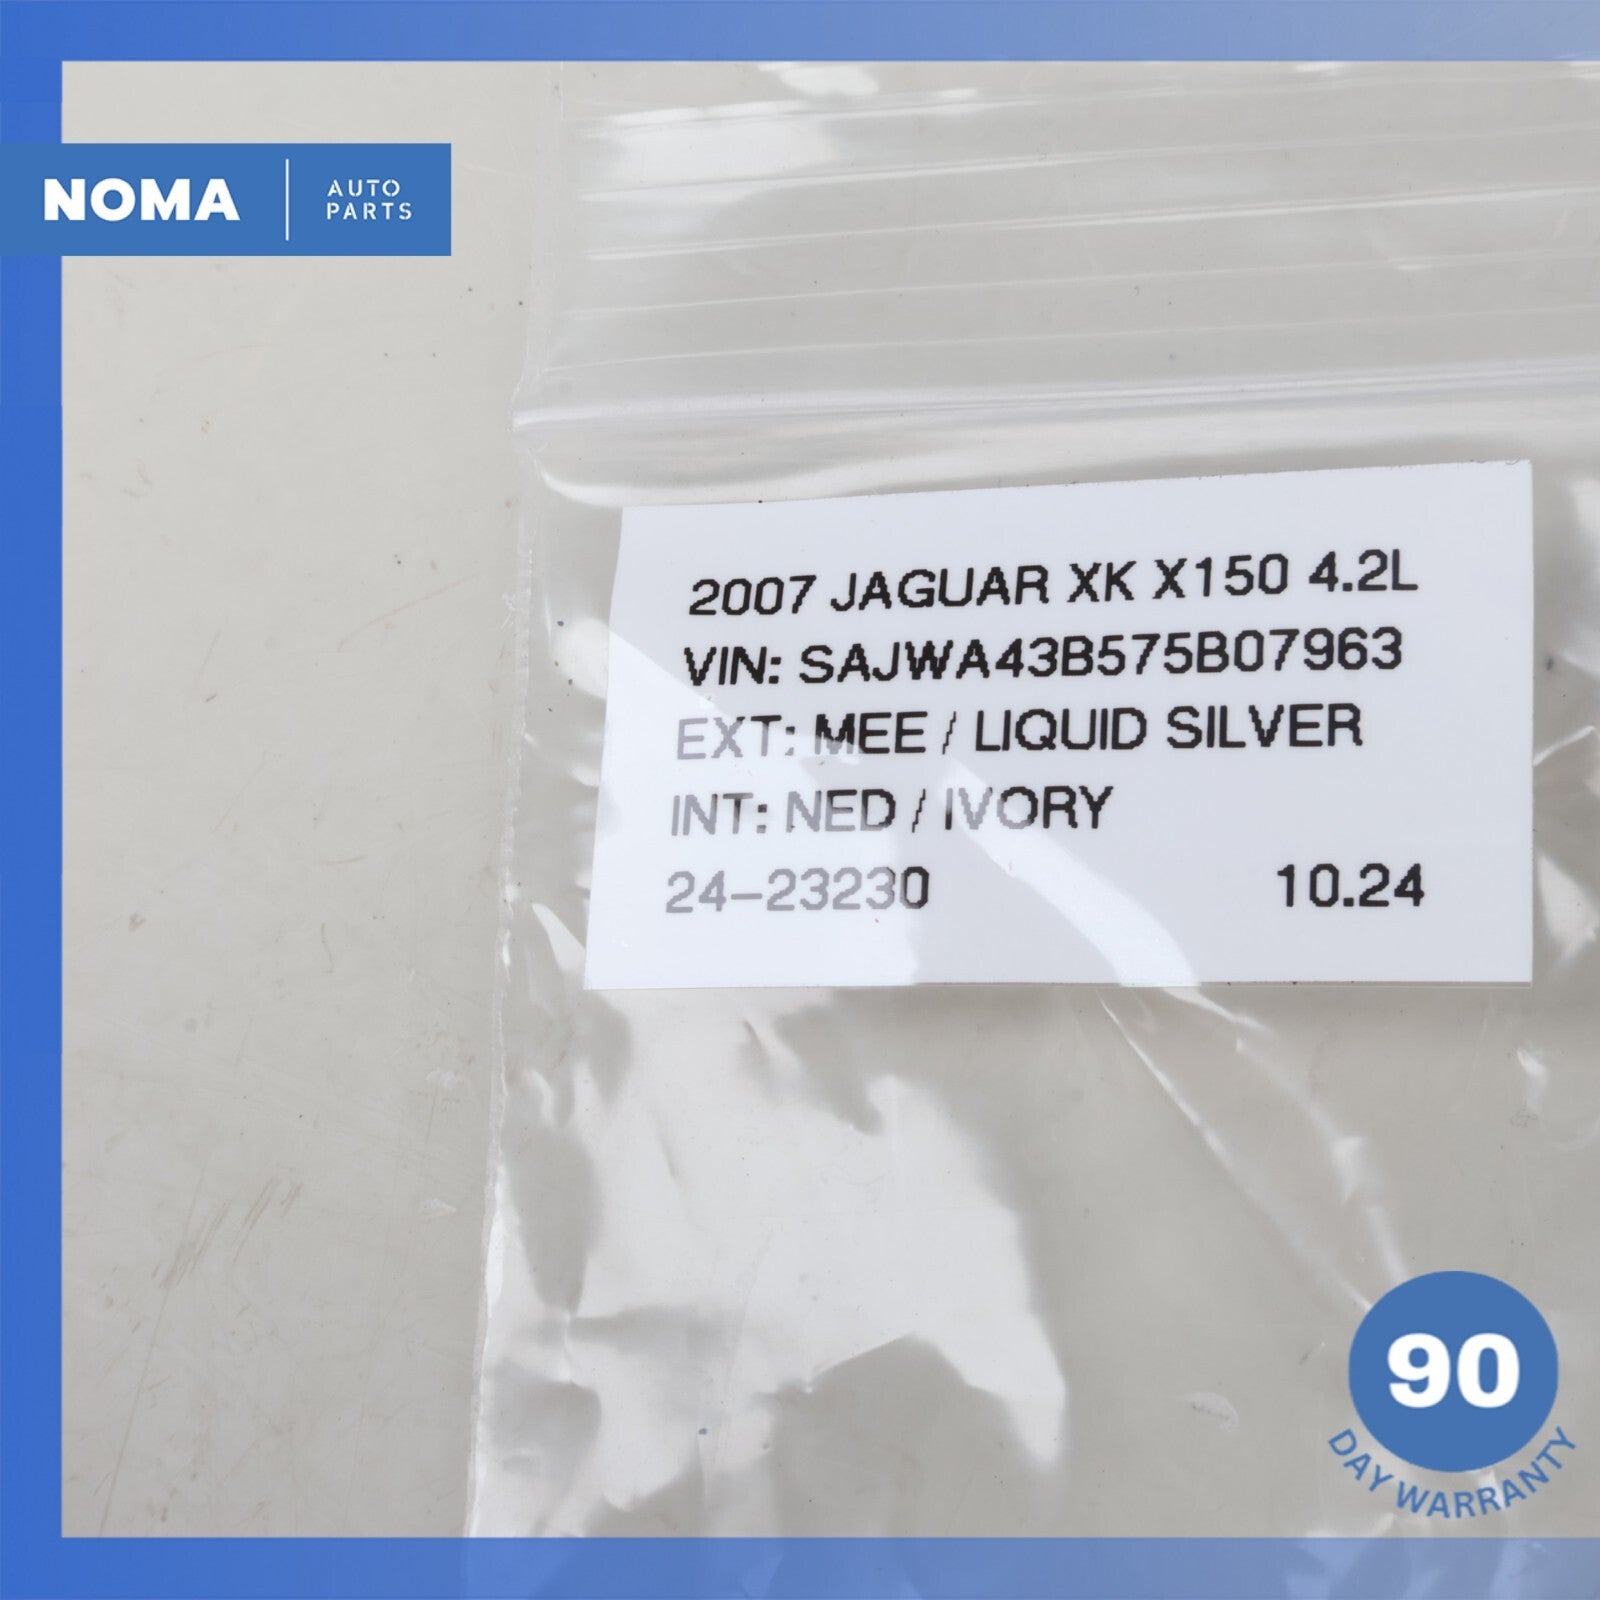 NOMA
AUTO
PARTS
2007 JAGUAR XK X150 4.2L
VIN: SAJWA43B575B07963
EXT: MEE / LIQUID SILVER
INT: NED / IVORY
24-23230 10.24
90
DAY WARRANTY